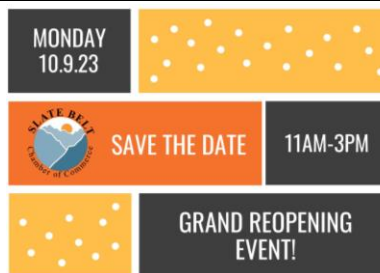 MONDAY
10.9.23
SLATE BELT
Chamber of Commerce
SAVE THE DATE
11AM-3PM
GRAND REOPENING
EVENT!